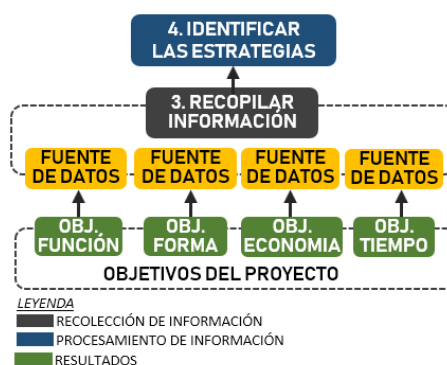 4. IDENTIFICAR
LAS ESTRATEGIAS
3. RECOPILAR
INFORMACIÓN
FUENTE
DE DATOS
FUENTE
DE DATOS
FUENTE
DE DATOS
FUENTE
DE DATOS
OBJ.
FUNCIÓN
OBJ.
FORMA
OBJ.
ECONOMIA
OBJ.
TIEMPO
OBJETIVOS DEL PROYECTO
LEYENDA
RECOLECCIÓN DE INFORMACIÓN
PROCESAMIENTO DE INFORMACIÓN
RESULTADOS